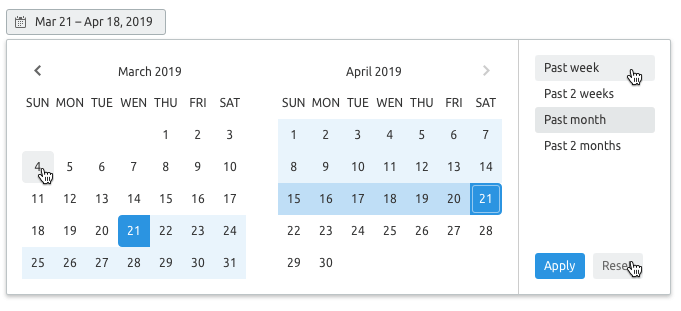 Mar 21 – Apr 18, 2019
March 2019
SUN MON TUE WEN THU FRI SAT
1 2 3
4 5 6 7 8 9 10
11 12 13 14 15 16 17
18 19 20 21 22 23 24
25 26 27 28 29 30 31
April 2019
SUN MON TUE WED THU FRI SAT
1 2 3 4 5 6 7
8 9 10 11 12 13 14
15 16 17 18 19 20 21
22 23 24 25 26 27 28
29 30
Past week
Past 2 weeks
Past month
Past 2 months
Apply Rese